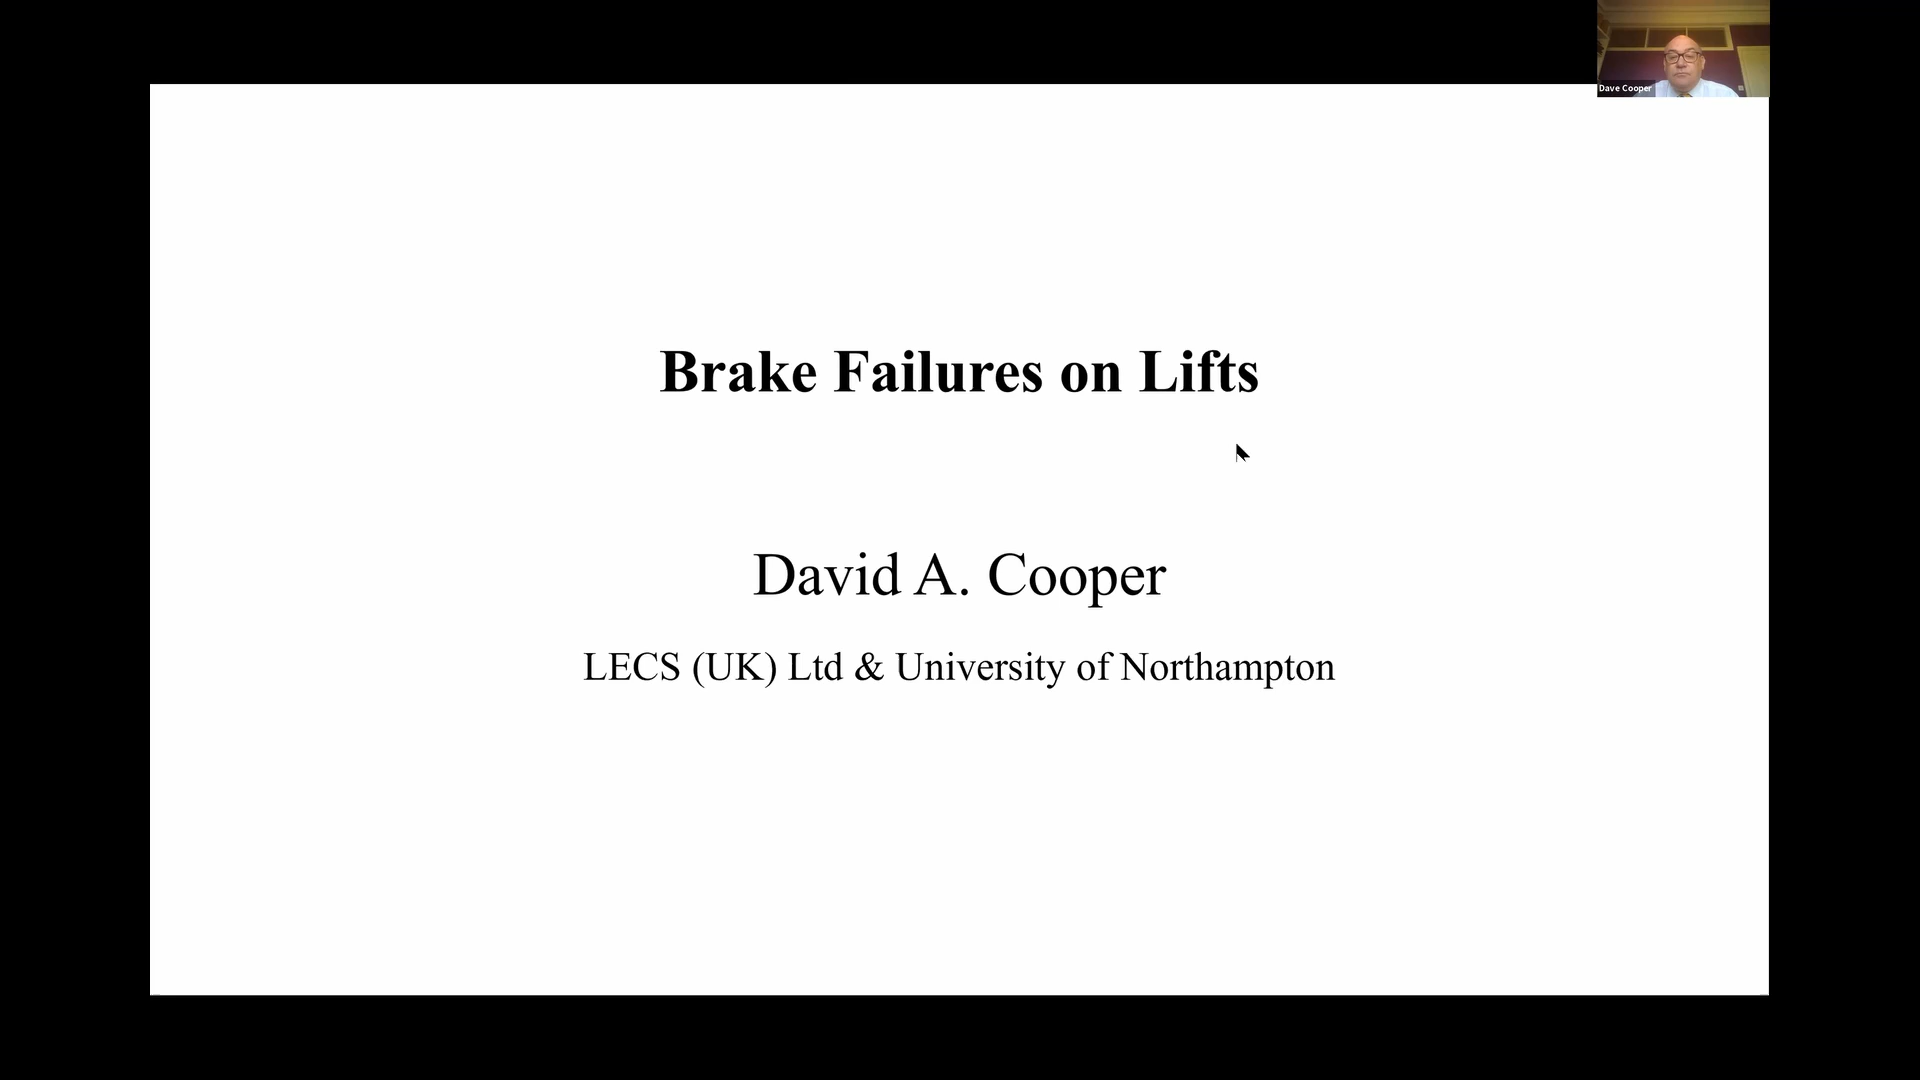 Dave Cooper
Brake Failures on Lifts
David A. Cooper
LECS (UK) Ltd & University of Northampton